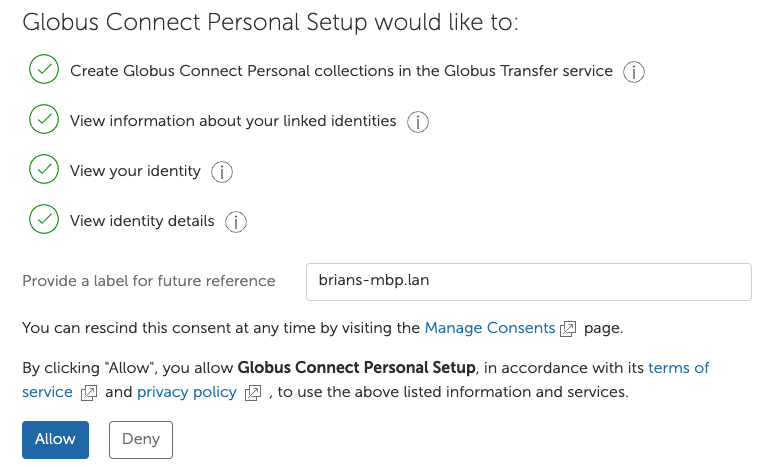 Globus Connect Personal Setup would like to:
Create Globus Connect Personal collections in the Globus Transfer service
View information about your linked identities
View your identity
View identity details
Provide a label for future reference
brians-mbp.lan
You can rescind this consent at any time by visiting the Manage Consents page.
By clicking "Allow", you allow Globus Connect Personal Setup, in accordance with its terms of
service and privacy policy , to use the above listed information and services.
Allow
Deny